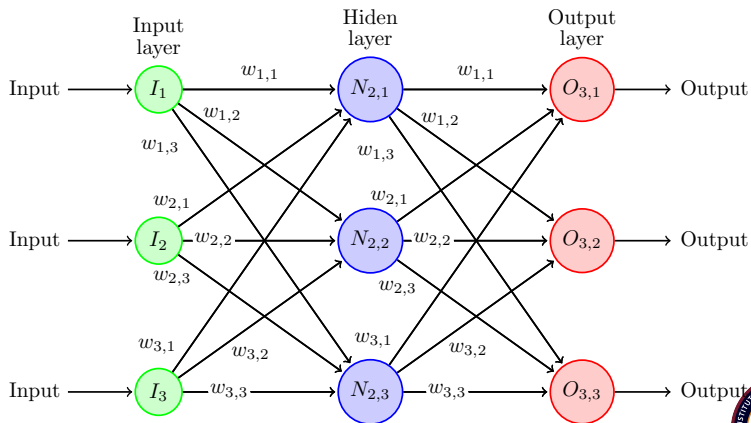 Input
layer
Hiden
layer
Output
layer
Input I₁ w₁,₁ N₂,₁ w₁,₁ O₃,₁ Output
w₁,₂ w₁,₂
w₁,₃ w₁,₃
w₂,₁ w₂,₁
Input I₂ w₂,₂ N₂,₂ w₂,₂ O₃,₂ Output
w₂,₃ w₂,₃
w₃,₁ w₃,₁
w₃,₂ w₃,₂
Input I₃ w₃,₃ N₂,₃ w₃,₃ O₃,₃ Output